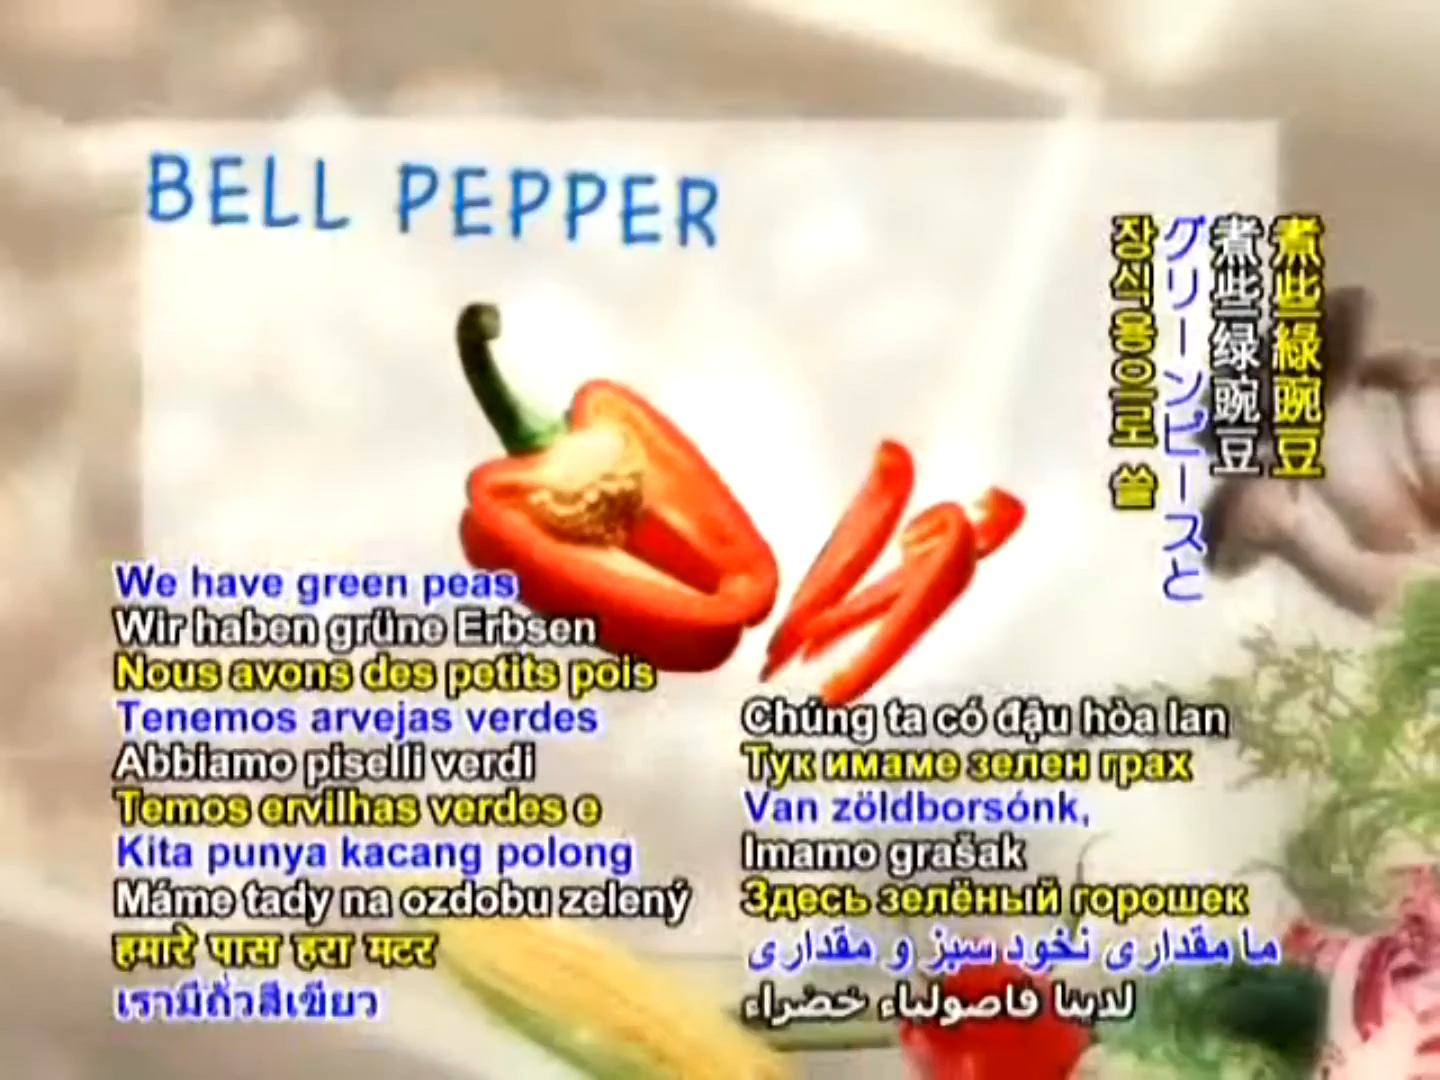 BELL PEPPER
煮些綠豌豆
煮些绿豌豆
グリーンピースと
장식용으로 쓸
We have green peas
Wir haben grüne Erbsen
Nous avons des petits pois
Tenemos arvejas verdes
Abbiamo piselli verdi
Temos ervilhas verdes e
Kita punya kacang polong
Máme tady na ozdobu zelený
हमारे पास हरा मटर
เรามีถั่วสีเขียว
Chúng ta có đậu hòa lan
Тук имаме зелен грах
Van zöldborsónk,
Imamo grašak
Здесь зелёный горошек
ما مقداری نخود سبز و مقداری
لدينا فاصولياء خضراء